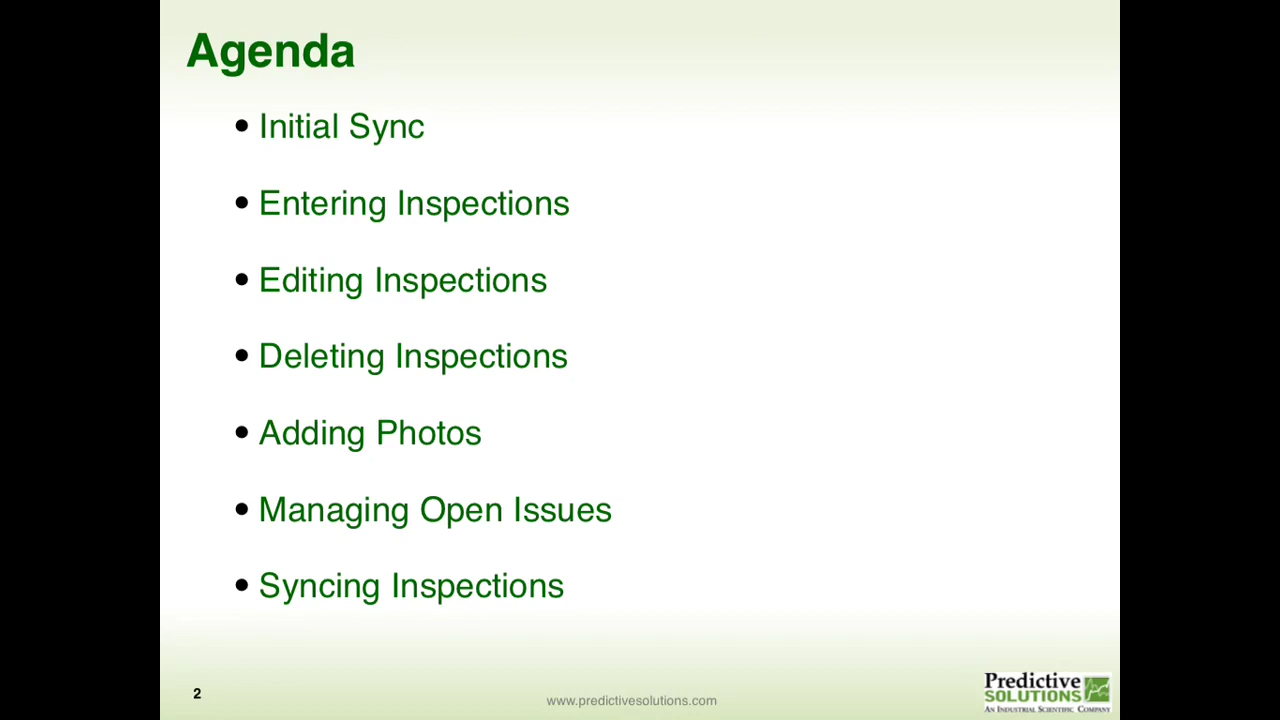 Agenda
• Initial Sync
• Entering Inspections
• Editing Inspections
• Deleting Inspections
• Adding Photos
• Managing Open Issues
• Syncing Inspections
2
www.predictivesolutions.com
Predictive
SOLUTIONS
AN INDUSTRIAL SCIENTIFIC COMPANY